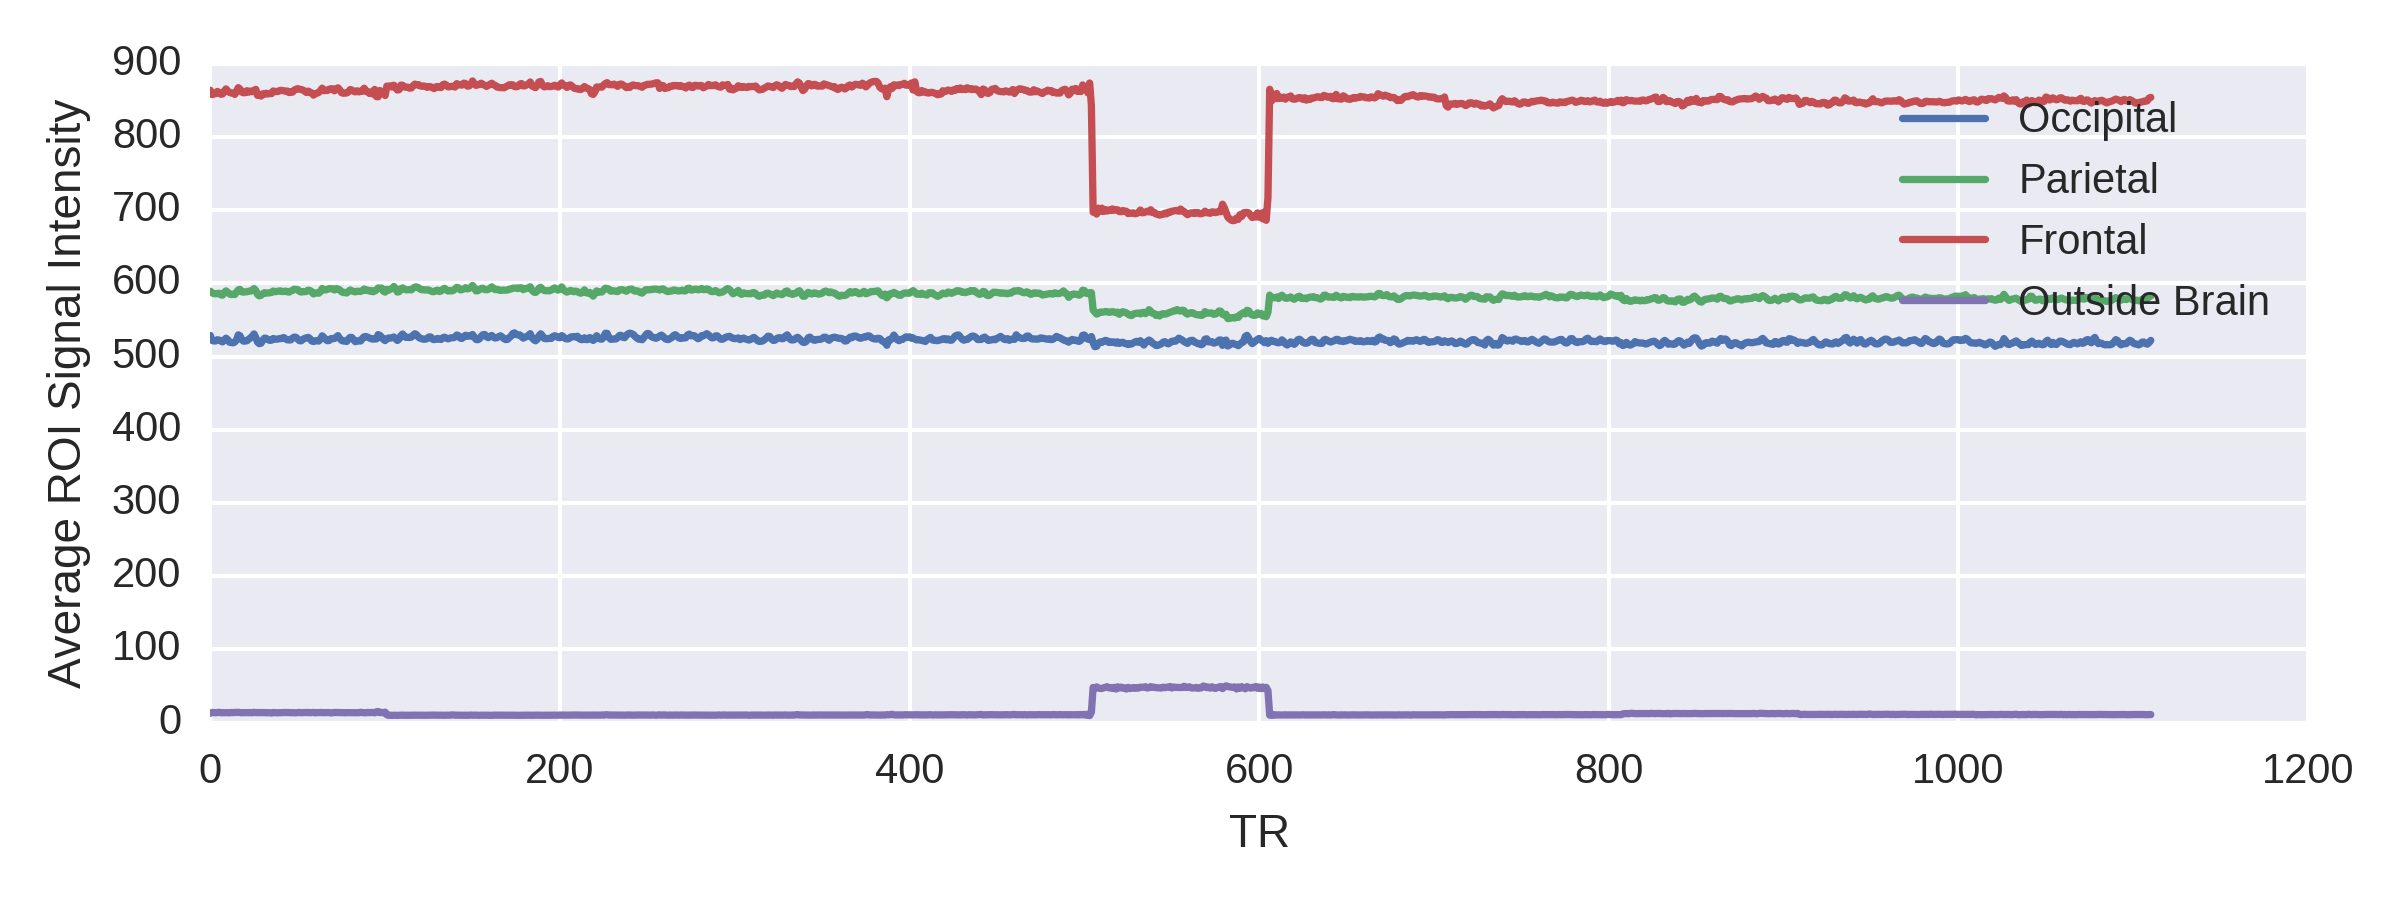 Average ROI Signal Intensity
900
800
700
600
500
400
300
200
100
0
Occipital
Parietal
Frontal
Outside Brain
0 200 400 600 800 1000 1200
TR